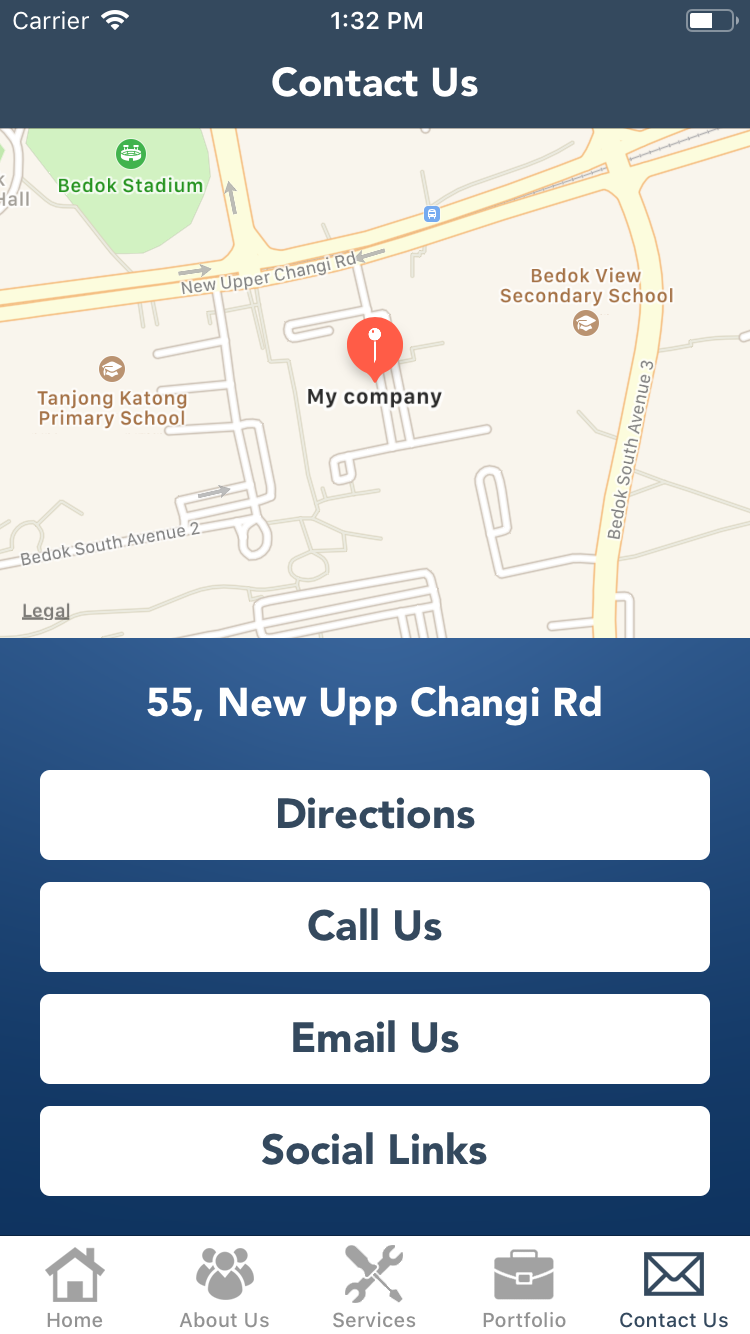 Carrier 1:32 PM
Contact Us
Bedok Stadium
Hall
New Upper Changi Rd
Bedok View
Secondary School
Tanjong Katong
Primary School
My company
Bedok South Avenue 3
Bedok South Avenue 2
Legal
55, New Upp Changi Rd
Directions
Call Us
Email Us
Social Links
Home About Us Services Portfolio Contact Us